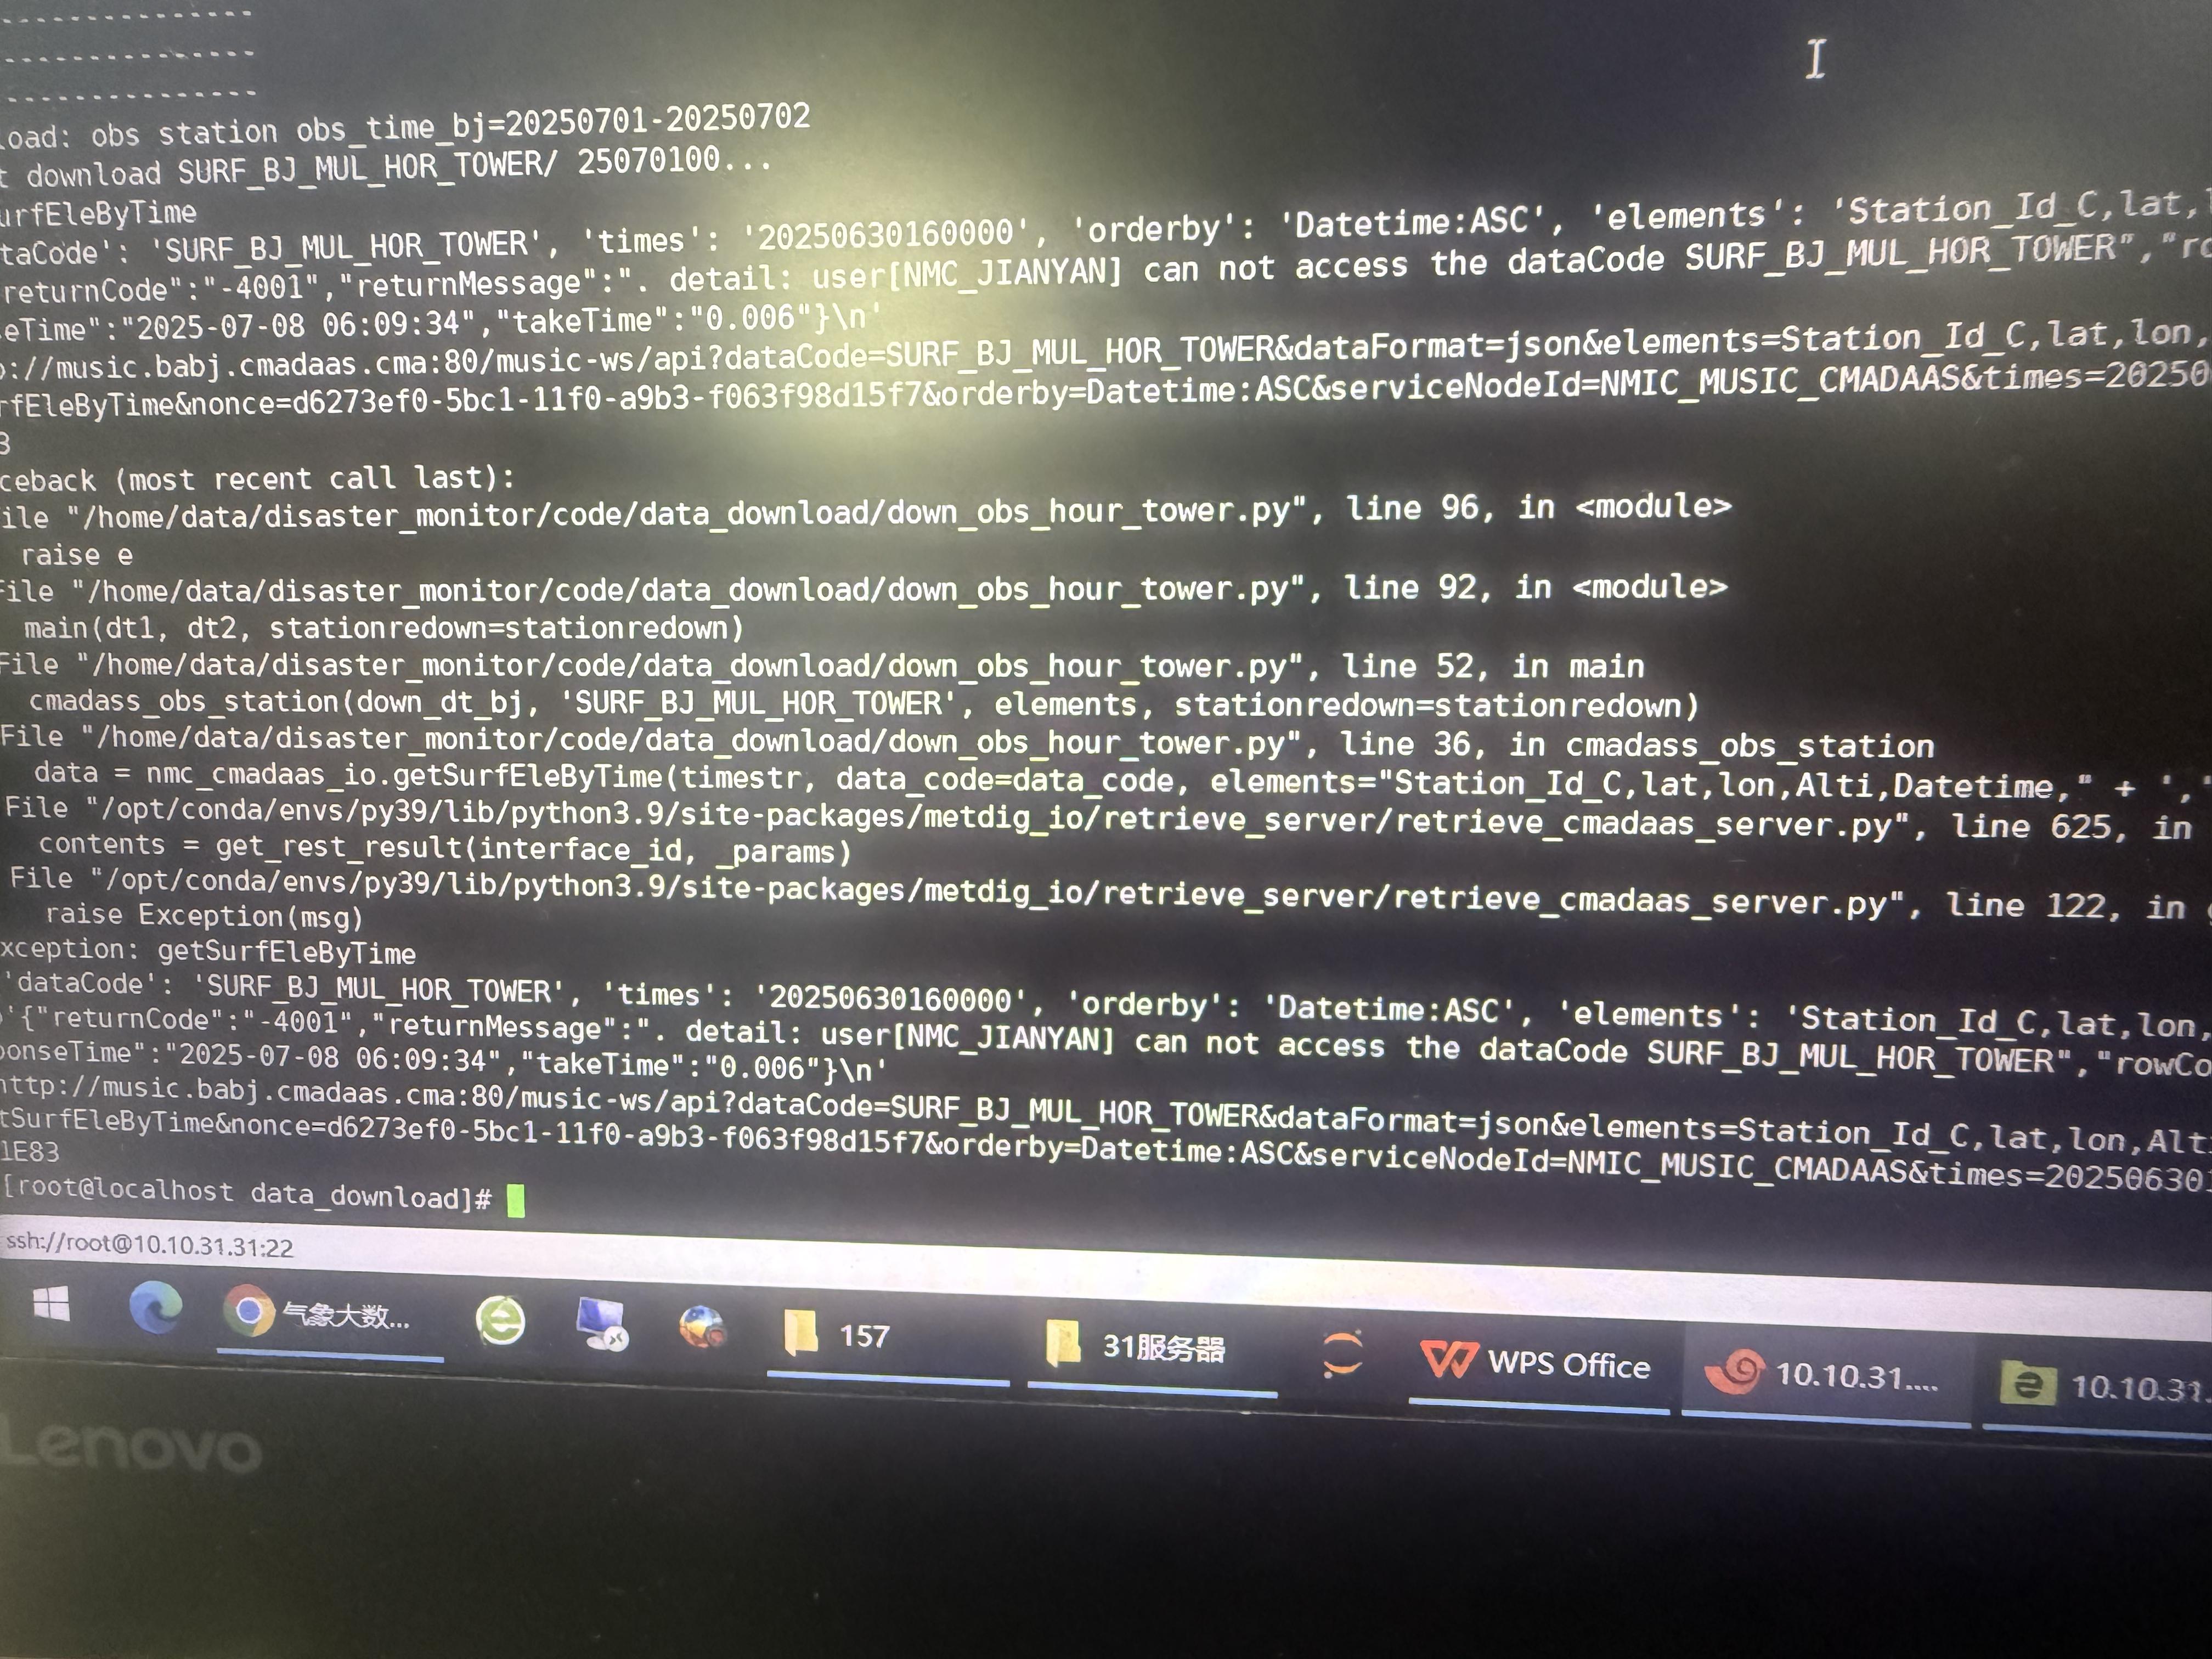 ---------------
---------------
---------------
load: obs station obs_time_bj=20250701-20250702
t download SURF_BJ_MUL_HOR_TOWER/ 25070100...
urfEleByTime
taCode': 'SURF_BJ_MUL_HOR_TOWER', 'times': '20250630160000', 'orderby': 'Datetime:ASC', 'elements': 'Station_Id_C,lat,l
returnCode":"-4001","returnMessage":". detail: user[NMC_JIANYAN] can not access the dataCode SURF_BJ_MUL_HOR_TOWER","ro
seTime":"2025-07-08 06:09:34","takeTime":"0.006"}\n'
p://music.babj.cmadaas.cma:80/music-ws/api?dataCode=SURF_BJ_MUL_HOR_TOWER&dataFormat=json&elements=Station_Id_C,lat,lon,
rfEleByTime&nonce=d6273ef0-5bc1-11f0-a9b3-f063f98d15f7&orderby=Datetime:ASC&serviceNodeId=NMIC_MUSIC_CMADAAS&times=20250
3
ceback (most recent call last):
ile "/home/data/disaster_monitor/code/data_download/down_obs_hour_tower.py", line 96, in <module>
raise e
File "/home/data/disaster_monitor/code/data_download/down_obs_hour_tower.py", line 92, in <module>
main(dt1, dt2, stationredown=stationredown)
File "/home/data/disaster_monitor/code/data_download/down_obs_hour_tower.py", line 52, in main
cmadass_obs_station(down_dt_bj, 'SURF_BJ_MUL_HOR_TOWER', elements, stationredown=stationredown)
File "/home/data/disaster_monitor/code/data_download/down_obs_hour_tower.py", line 36, in cmadass_obs_station
data = nmc_cmadaas_io.getSurfEleByTime(timestr, data_code=data_code, elements="Station_Id_C,lat,lon,Alti,Datetime," + ','
File "/opt/conda/envs/py39/lib/python3.9/site-packages/metdig_io/retrieve_server/retrieve_cmadaas_server.py", line 625, in
contents = get_rest_result(interface_id, _params)
File "/opt/conda/envs/py39/lib/python3.9/site-packages/metdig_io/retrieve_server/retrieve_cmadaas_server.py", line 122, in g
raise Exception(msg)
xception: getSurfEleByTime
'dataCode': 'SURF_BJ_MUL_HOR_TOWER', 'times': '20250630160000', 'orderby': 'Datetime:ASC', 'elements': 'Station_Id_C,lat,lon,
'{"returnCode":"-4001","returnMessage":". detail: user[NMC_JIANYAN] can not access the dataCode SURF_BJ_MUL_HOR_TOWER","rowCo
onseTime":"2025-07-08 06:09:34","takeTime":"0.006"}\n'
http://music.babj.cmadaas.cma:80/music-ws/api?dataCode=SURF_BJ_MUL_HOR_TOWER&dataFormat=json&elements=Station_Id_C,lat,lon,Alt
tSurfEleByTime&nonce=d6273ef0-5bc1-11f0-a9b3-f063f98d15f7&orderby=Datetime:ASC&serviceNodeId=NMIC_MUSIC_CMADAAS&times=20250630
1E83
[root@localhost data_download]#
ssh://root@10.10.31.31:22
气象大数... 157 31服务器 WPS Office 10.10.31.... 10.10.31.
Lenovo